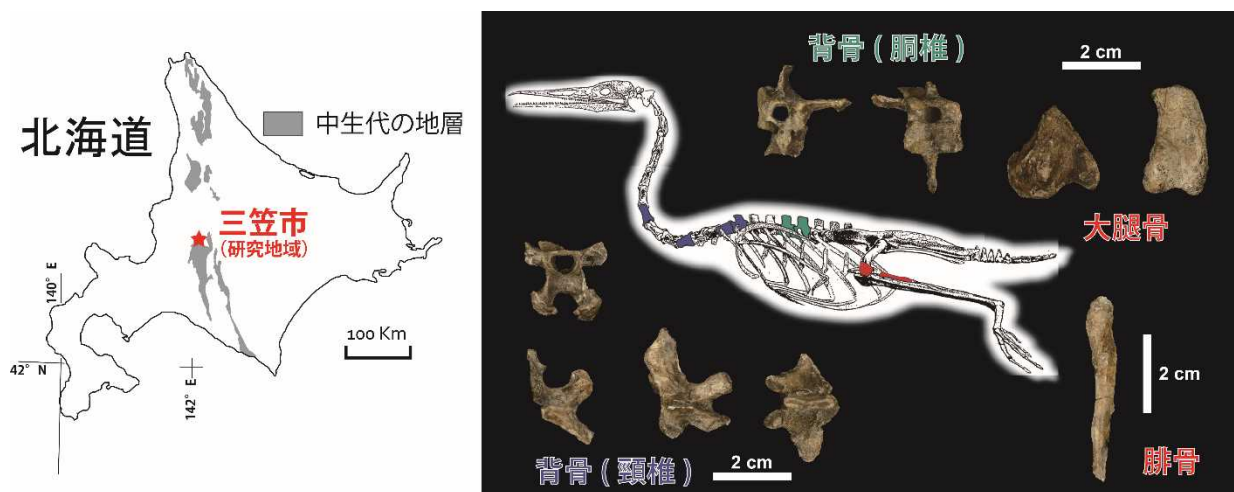 北海道
中生代の地層
三笠市
(研究地域)
140° E
100 Km
42° N
142° E
背骨(胴椎)
2 cm
大腿骨
2 cm
背骨(頸椎)
2 cm
腓骨